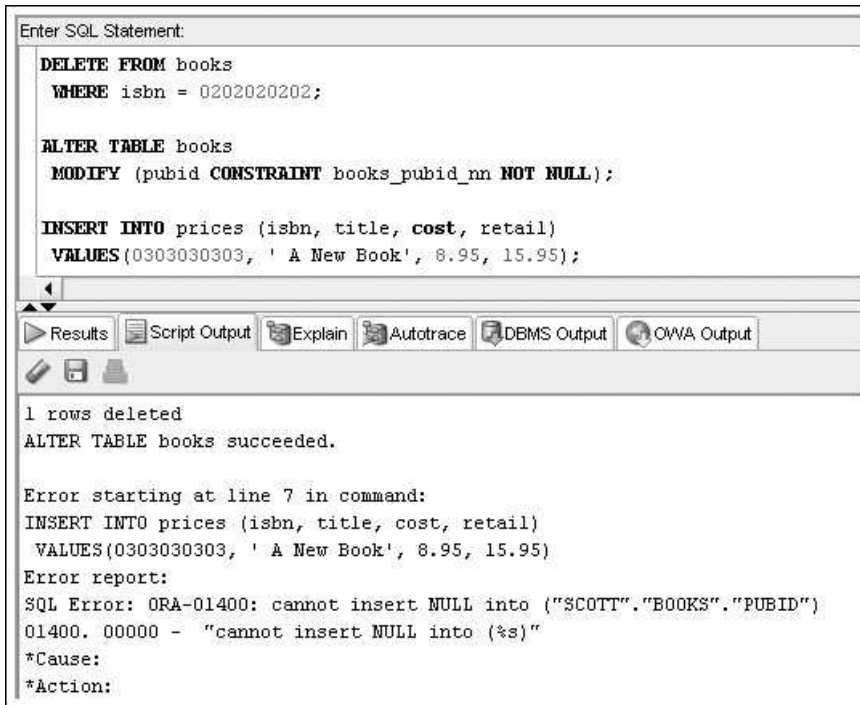 Enter SQL Statement:
DELETE FROM books
WHERE isbn = 0202020202;
ALTER TABLE books
MODIFY (pubid CONSTRAINT books_pubid_nn NOT NULL);
INSERT INTO prices (isbn, title, cost, retail)
VALUES(0303030303, ' A New Book', 8.95, 15.95);
Results Script Output Explain Autotrace DBMS Output OWA Output
1 rows deleted
ALTER TABLE books succeeded.
Error starting at line 7 in command:
INSERT INTO prices (isbn, title, cost, retail)
VALUES(0303030303, ' A New Book', 8.95, 15.95)
Error report:
SQL Error: ORA-01400: cannot insert NULL into ("SCOTT"."BOOKS"."PUBID")
01400. 00000 - "cannot insert NULL into (%s)"
*Cause:
*Action: